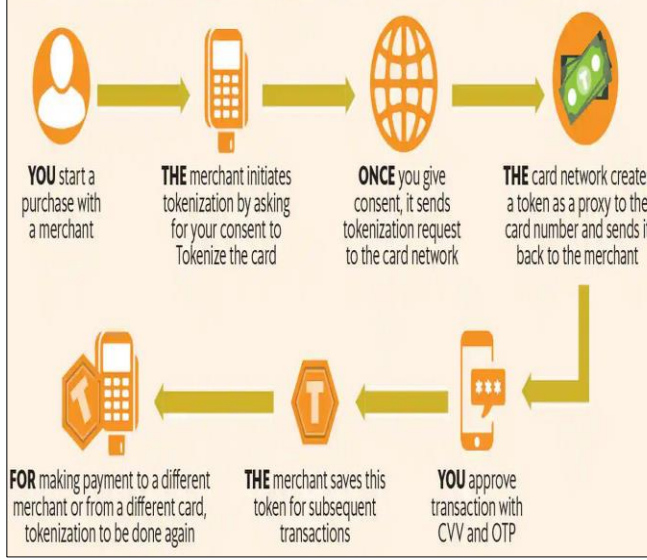 YOU start a
purchase with
a merchant
THE merchant initiates
tokenization by asking
for your consent to
Tokenize the card
ONCE you give
consent, it sends
tokenization request
to the card network
THE card network create
a token as a proxy to the
card number and sends i
back to the merchant
T
***
T
T
YOU approve
transaction with
CVV and OTP
THE merchant saves this
token for subsequent
transactions
FOR making payment to a different
merchant or from a different card,
tokenization to be done again